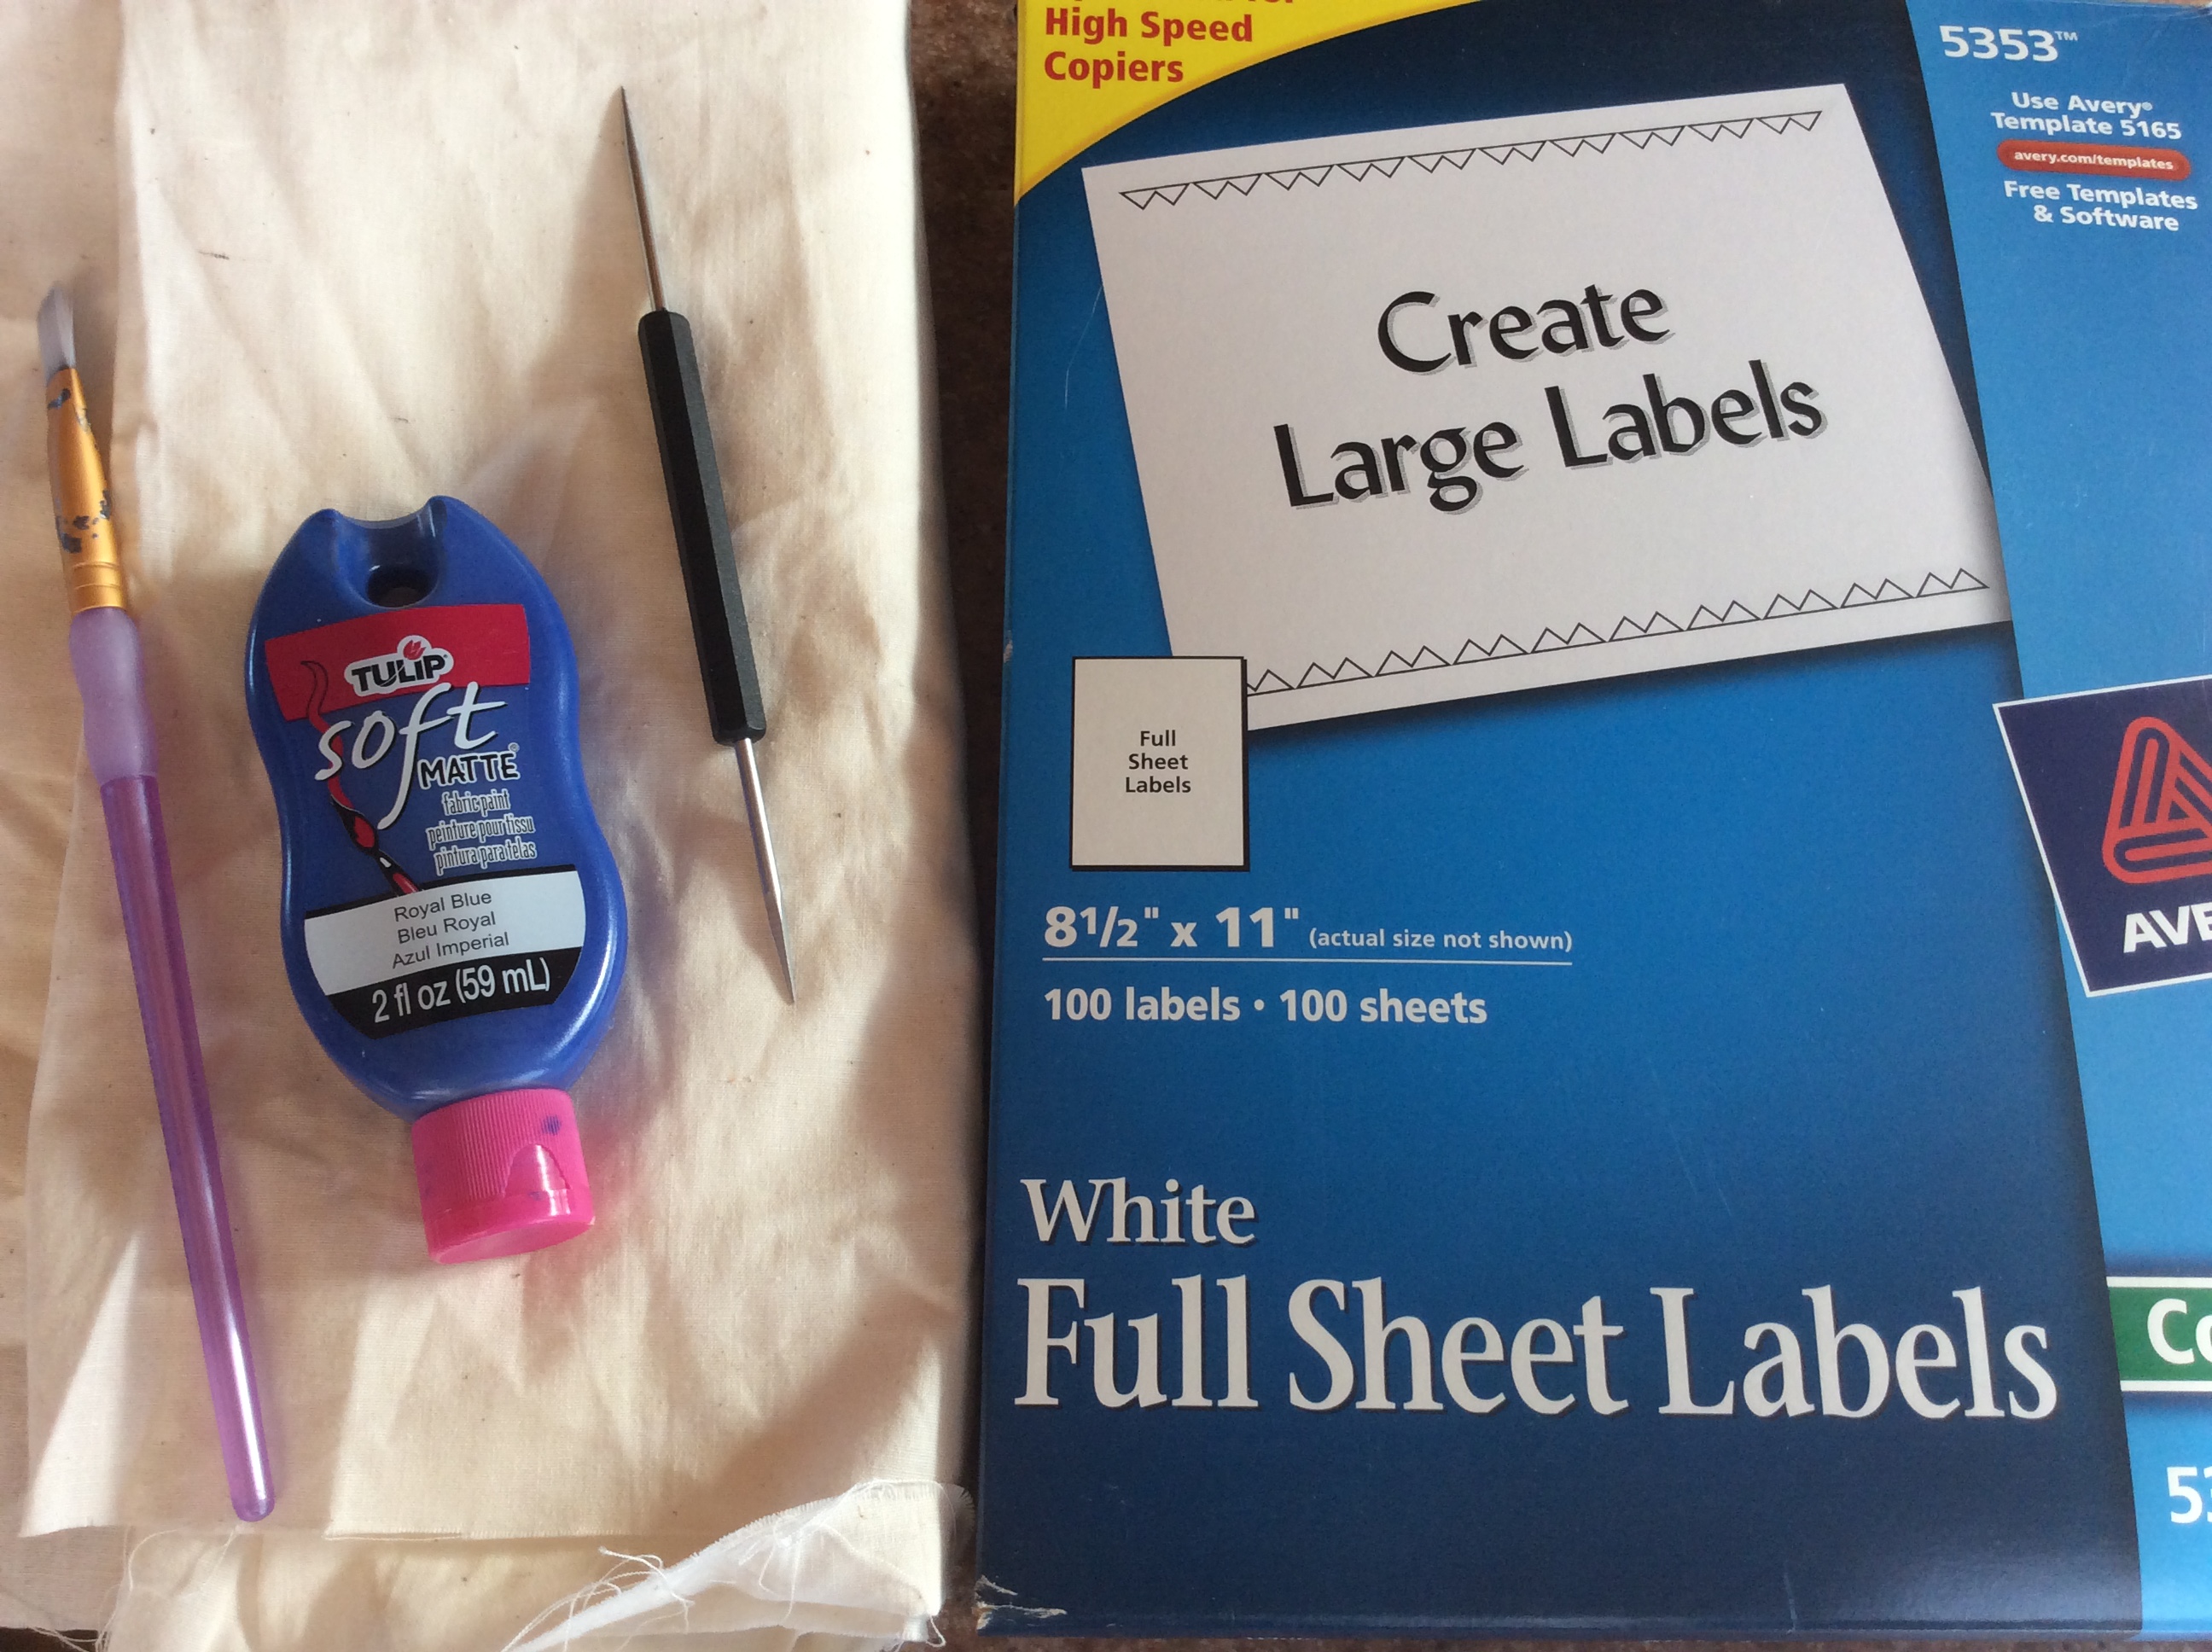 TULIP
soft
MATTE
fabric paint
peinture pour tissu
pintura para telas
Royal Blue
Bleu Royal
Azul Imperial
2 fl oz (59 mL)
High Speed
Copiers
5353™
Use Avery®
Template 5165
avery.com/templates
Free Templates
& Software
Create
Large Labels
Full
Sheet
Labels
8 1/2" x 11" (actual size not shown)
100 labels • 100 sheets
White
Full Sheet Labels